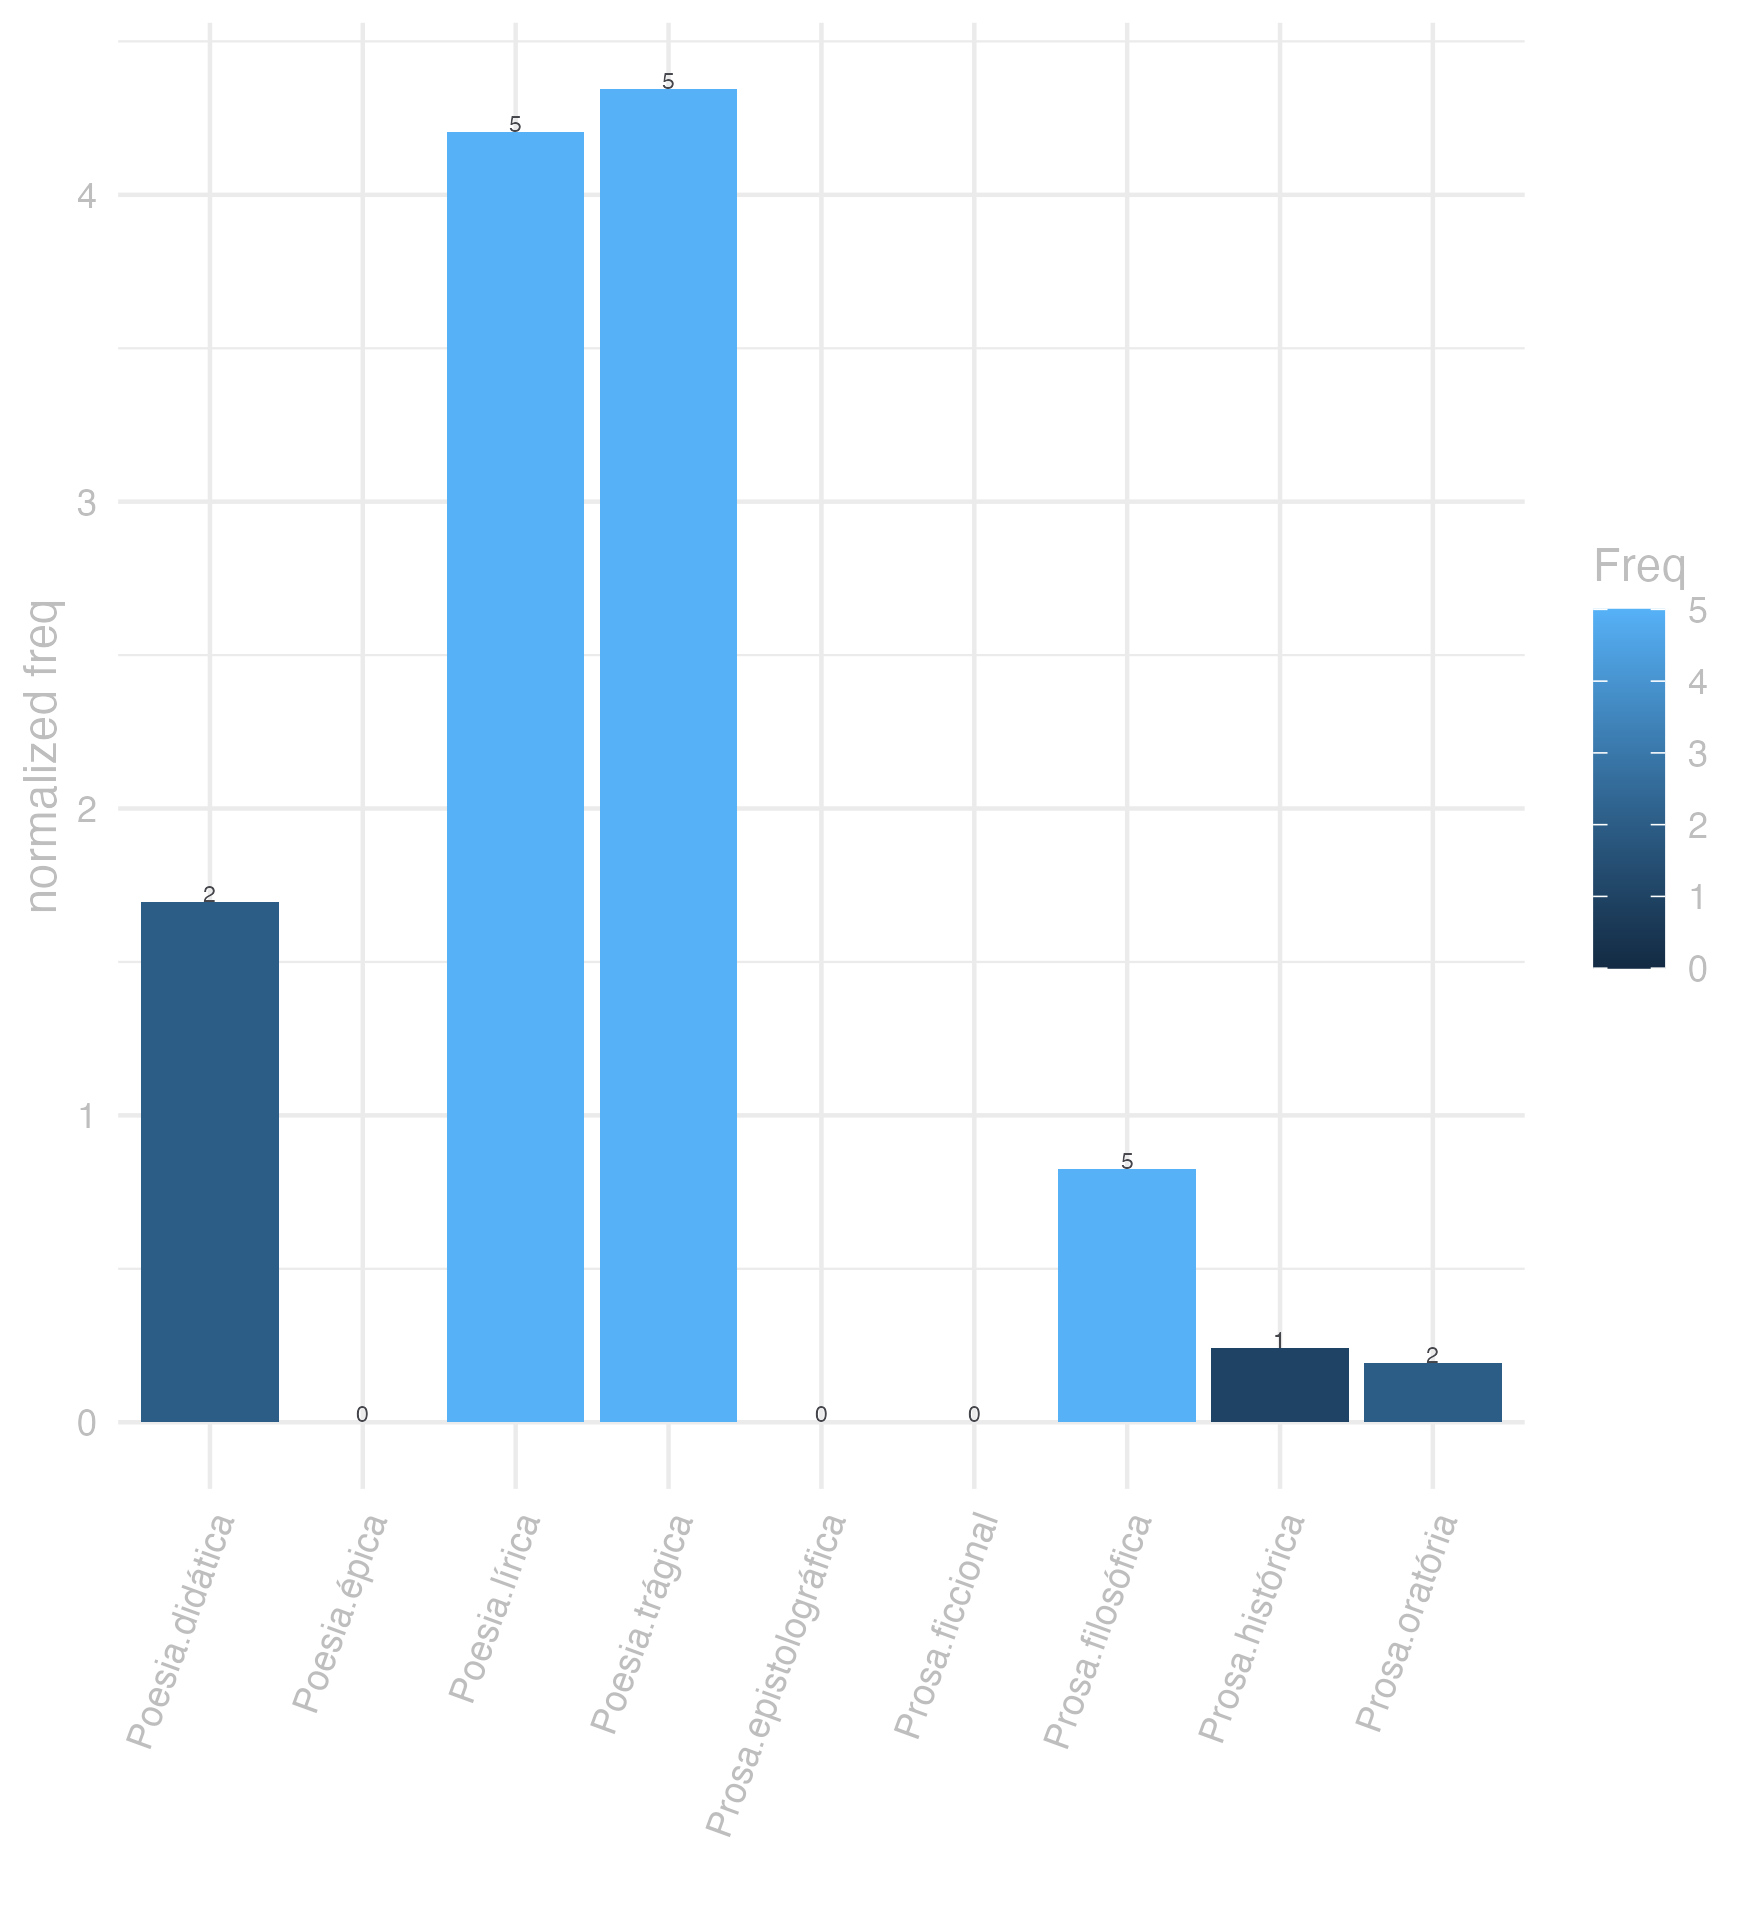 normalized freq
4
3
2
1
0
2
0
5
5
0
0
5
1
2
Poesia.didática
Poesia.épica
Poesia.lírica
Poesia.trágica
Prosa.epistolográfica
Prosa.ficcional
Prosa.filosófica
Prosa.histórica
Prosa.oratória
Freq
5
4
3
2
1
0